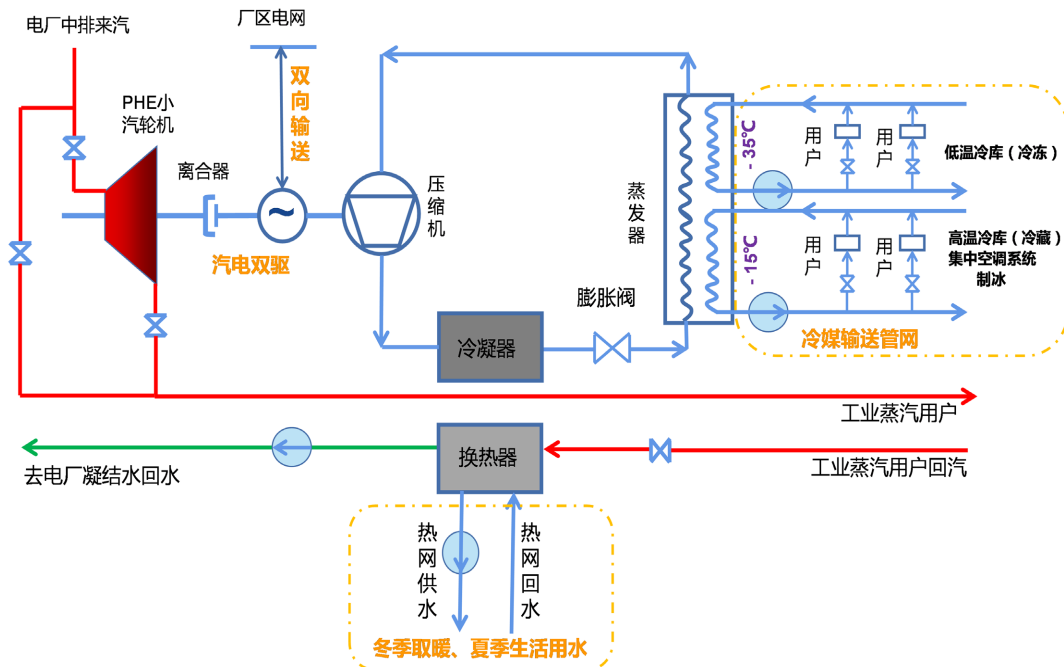 电厂中排来汽
厂区电网
双向输送
PHE小
汽轮机
离合器
~
汽电双驱
压缩机
蒸发器
- 35℃
- 15℃
用户
用户
低温冷库（冷冻）
用户
用户
高温冷库（冷藏）
集中空调系统
制冰
膨胀阀
冷凝器
冷媒输送管网
工业蒸汽用户
换热器
去电厂凝结水回水
工业蒸汽用户回汽
热网供水
热网回水
冬季取暖、夏季生活用水